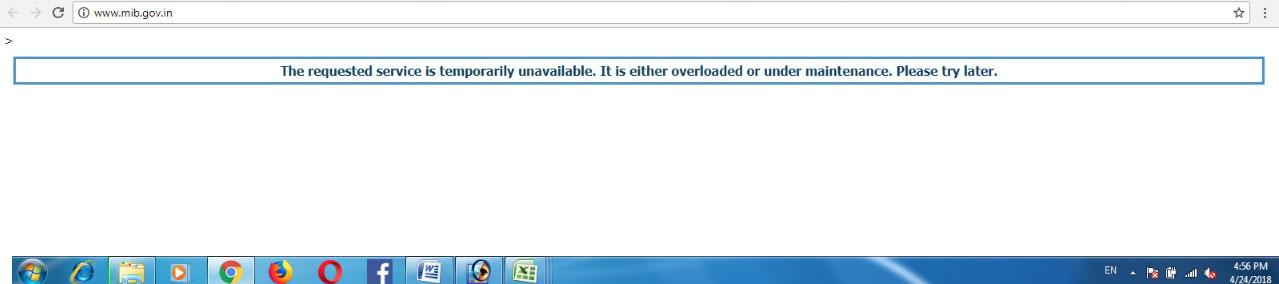 www.mib.gov.in
>
The requested service is temporarily unavailable. It is either overloaded or under maintenance. Please try later.
EN
4:56 PM
4/24/2018